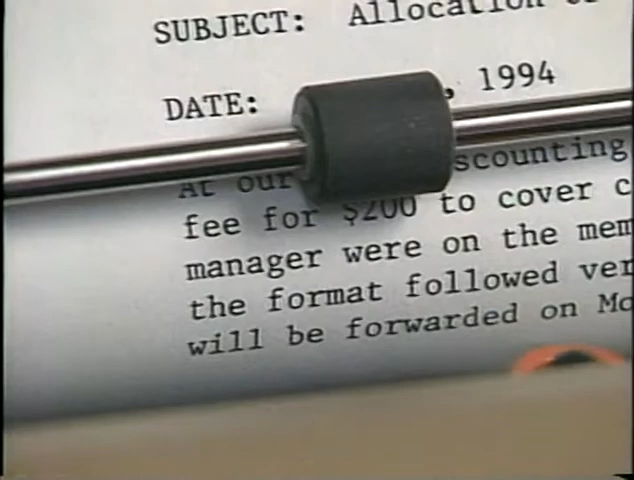 SUBJECT: Allocation
DATE: , 1994
At our scounting
fee for $200 to cover c
manager were on the mem
the format followed ver
will be forwarded on Mo